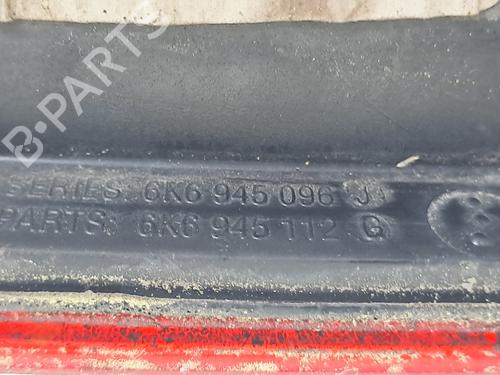 B-PARTS
SERIES: 6K6 945 096 J
PARTS: 6K6 945 112 G